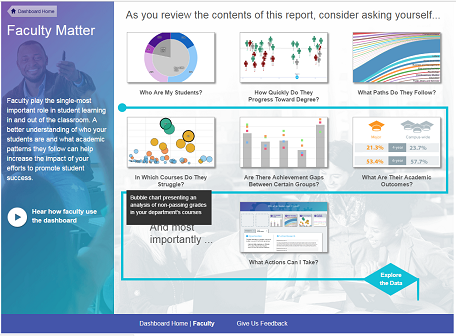 Dashboard Home
Faculty Matter
Faculty play the single-most
important role in student learning
in and out of the classroom. A
better understanding of who your
students are and what academic
patterns they follow can help
increase the impact of your
efforts to promote student
success.
Hear how faculty use
the dashboard
As you review the contents of this report, consider asking yourself...
Who Are My Students?
How Quickly Do They
Progress Toward Degree?
What Paths Do They Follow?
In Which Courses Do They
Struggle?
Are There Achievement Gaps
Between Certain Groups?
21.3%
23.7%
53.4%
57.7%
What Are Their Academic
Outcomes?
Bubble chart presenting an
analysis of non-passing grades
in your department's courses
And most
importantly ...
What Actions Can I Take?
Explore
the Data
Dashboard Home | Faculty
Give Us Feedback